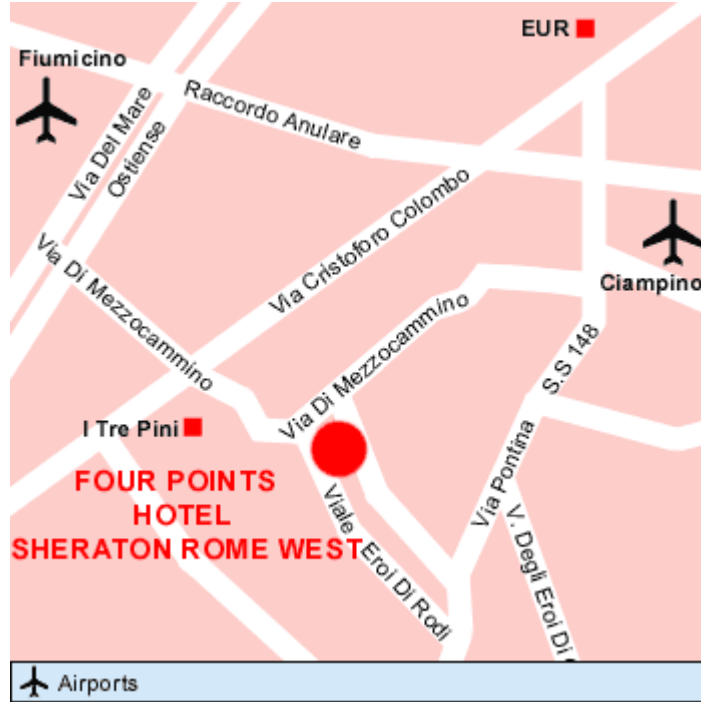 EUR
Fiumicino
Raccordo Anulare
Via Del Mare
Ostiense
Via Cristoforo Colombo
Via Di Mezzocammino
Ciampino
Via Di Mezzocammino
S.S 148
I Tre Pini
Via Pontina
FOUR POINTS
HOTEL
SHERATON ROME WEST
Viale Eroi Di Rodi
V. Degli Eroi Di
Airports